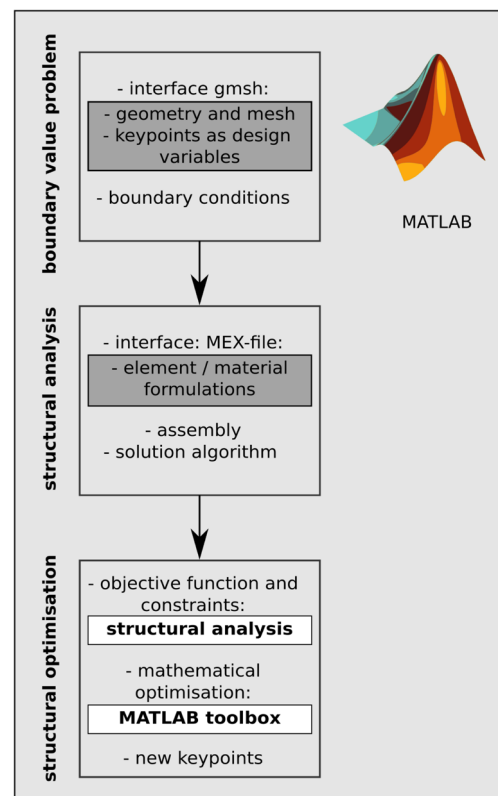 boundary value problem
- interface gmsh:
- geometry and mesh
- keypoints as design
variables
- boundary conditions
MATLAB
structural analysis
- interface: MEX-file:
- element / material
formulations
- assembly
- solution algorithm
structural optimisation
- objective function and
constraints:
structural analysis
- mathematical
optimisation:
MATLAB toolbox
- new keypoints